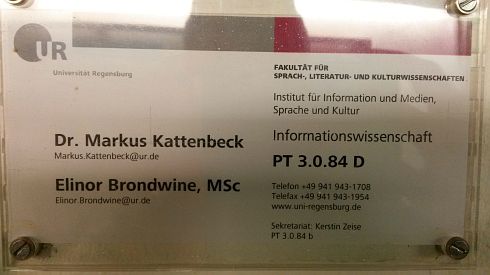 UR
Universität Regensburg
FAKULTÄT FÜR
SPRACH-, LITERATUR- UND KULTURWISSENSCHAFTEN
Institut für Information und Medien,
Sprache und Kultur
Dr. Markus Kattenbeck
Markus.Kattenbeck@ur.de
Elinor Brondwine, MSc
Elinor.Brondwine@ur.de
Informationswissenschaft
PT 3.0.84 D
Telefon +49 941 943-1708
Telefax +49 941 943-1954
www.uni-regensburg.de
Sekretariat: Kerstin Zeise
PT 3.0.84 b